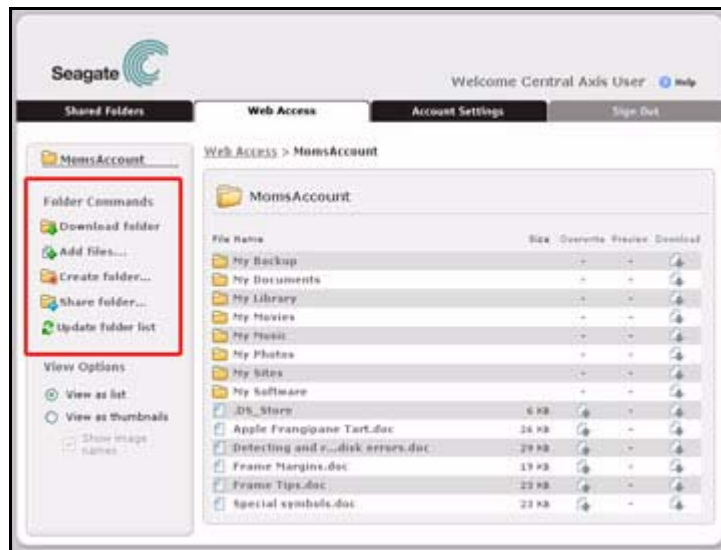 Seagate
Welcome Central Axis User Help
Shared Folders Web Access Account Settings Sign Out
MomsAccount
Web Access > MomsAccount
Folder Commands
Download folder
Add files...
Create folder...
Share folder...
Update folder list
View Options
View as list
View as thumbnails
Show image
names
MomsAccount
File Name Size Overwrite Preview Download
My Backup - -
My Documents - -
My Library - -
My Movies - -
My Music - -
My Photos - -
My Sites - -
My Software - -
.DS_Store 6 KB -
Apple Frangipane Tart.doc 26 KB -
Detecting and r...disk errors.doc 29 KB -
Frame Margins.doc 19 KB -
Frame Tips.doc 23 KB -
Special symbols.doc 23 KB -